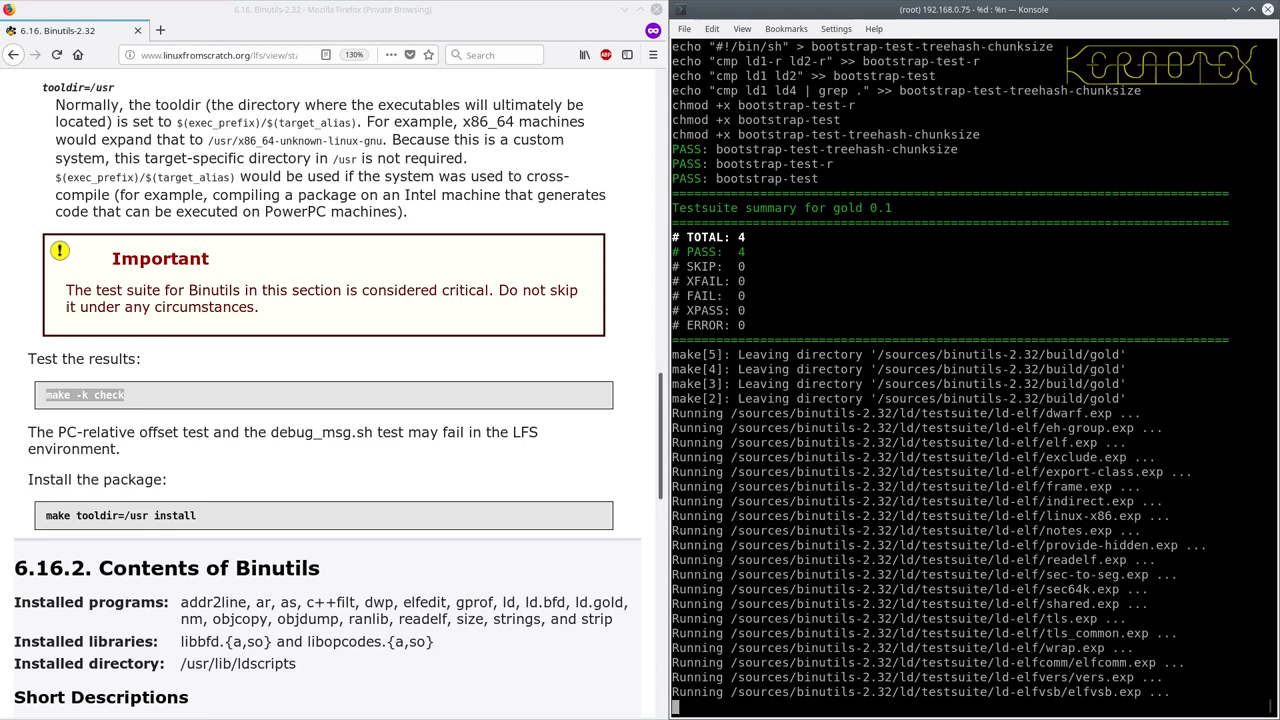 6.16. Binutils-2.32 - Mozilla Firefox (Private Browsing)
6.16. Binutils-2.32
www.linuxfromscratch.org/lfs/view/st
130%
Search
ABP
tooldir=/usr
Normally, the tooldir (the directory where the executables will ultimately be
located) is set to $(exec_prefix)/$(target_alias). For example, x86_64 machines
would expand that to /usr/x86_64-unknown-linux-gnu. Because this is a custom
system, this target-specific directory in /usr is not required.
$(exec_prefix)/$(target_alias) would be used if the system was used to cross-
compile (for example, compiling a package on an Intel machine that generates
code that can be executed on PowerPC machines).
Important
The test suite for Binutils in this section is considered critical. Do not skip
it under any circumstances.
Test the results:
make -k check
The PC-relative offset test and the debug_msg.sh test may fail in the LFS
environment.
Install the package:
make tooldir=/usr install
6.16.2. Contents of Binutils
Installed programs: addr2line, ar, as, c++filt, dwp, elfedit, gprof, ld, ld.bfd, ld.gold,
nm, objcopy, objdump, ranlib, readelf, size, strings, and strip
Installed libraries: libbfd.{a,so} and libopcodes.{a,so}
Installed directory: /usr/lib/ldscripts
Short Descriptions
(root) 192.168.0.75 - %d : %n — Konsole
File Edit View Bookmarks Settings Help
KERAOTEX
echo "#!/bin/sh" > bootstrap-test-treehash-chunksize
echo "cmp ld1-r ld2-r" >> bootstrap-test-r
echo "cmp ld1 ld2" >> bootstrap-test
echo "cmp ld1 ld4 | grep ." >> bootstrap-test-treehash-chunksize
chmod +x bootstrap-test-r
chmod +x bootstrap-test
chmod +x bootstrap-test-treehash-chunksize
PASS: bootstrap-test-treehash-chunksize
PASS: bootstrap-test-r
PASS: bootstrap-test
============================================================================
Testsuite summary for gold 0.1
============================================================================
# TOTAL: 4
# PASS:  4
# SKIP:  0
# XFAIL: 0
# FAIL:  0
# XPASS: 0
# ERROR: 0
============================================================================
make[5]: Leaving directory '/sources/binutils-2.32/build/gold'
make[4]: Leaving directory '/sources/binutils-2.32/build/gold'
make[3]: Leaving directory '/sources/binutils-2.32/build/gold'
make[2]: Leaving directory '/sources/binutils-2.32/build/gold'
Running /sources/binutils-2.32/ld/testsuite/ld-elf/dwarf.exp ...
Running /sources/binutils-2.32/ld/testsuite/ld-elf/eh-group.exp ...
Running /sources/binutils-2.32/ld/testsuite/ld-elf/elf.exp ...
Running /sources/binutils-2.32/ld/testsuite/ld-elf/exclude.exp ...
Running /sources/binutils-2.32/ld/testsuite/ld-elf/export-class.exp ...
Running /sources/binutils-2.32/ld/testsuite/ld-elf/frame.exp ...
Running /sources/binutils-2.32/ld/testsuite/ld-elf/indirect.exp ...
Running /sources/binutils-2.32/ld/testsuite/ld-elf/linux-x86.exp ...
Running /sources/binutils-2.32/ld/testsuite/ld-elf/notes.exp ...
Running /sources/binutils-2.32/ld/testsuite/ld-elf/provide-hidden.exp ...
Running /sources/binutils-2.32/ld/testsuite/ld-elf/readelf.exp ...
Running /sources/binutils-2.32/ld/testsuite/ld-elf/sec-to-seg.exp ...
Running /sources/binutils-2.32/ld/testsuite/ld-elf/sec64k.exp ...
Running /sources/binutils-2.32/ld/testsuite/ld-elf/shared.exp ...
Running /sources/binutils-2.32/ld/testsuite/ld-elf/tls.exp ...
Running /sources/binutils-2.32/ld/testsuite/ld-elf/tls_common.exp ...
Running /sources/binutils-2.32/ld/testsuite/ld-elf/wrap.exp ...
Running /sources/binutils-2.32/ld/testsuite/ld-elfcomm/elfcomm.exp ...
Running /sources/binutils-2.32/ld/testsuite/ld-elfvers/vers.exp ...
Running /sources/binutils-2.32/ld/testsuite/ld-elfvsb/elfvsb.exp ...